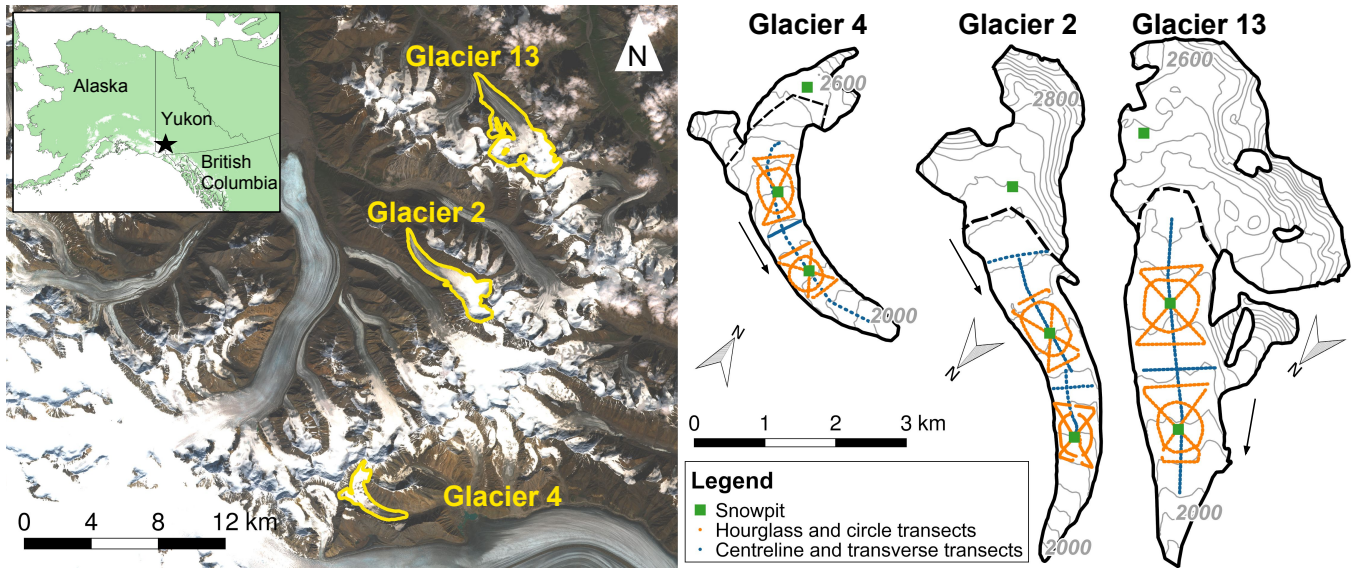 Alaska
Yukon
British
Columbia
Glacier 13
N
Glacier 2
Glacier 4
0 4 8 12 km
Glacier 4
Glacier 2
Glacier 13
2600
2000
N
2800
2000
N
2600
2000
N
0 1 2 3 km
Legend
Snowpit
Hourglass and circle transects
Centreline and transverse transects